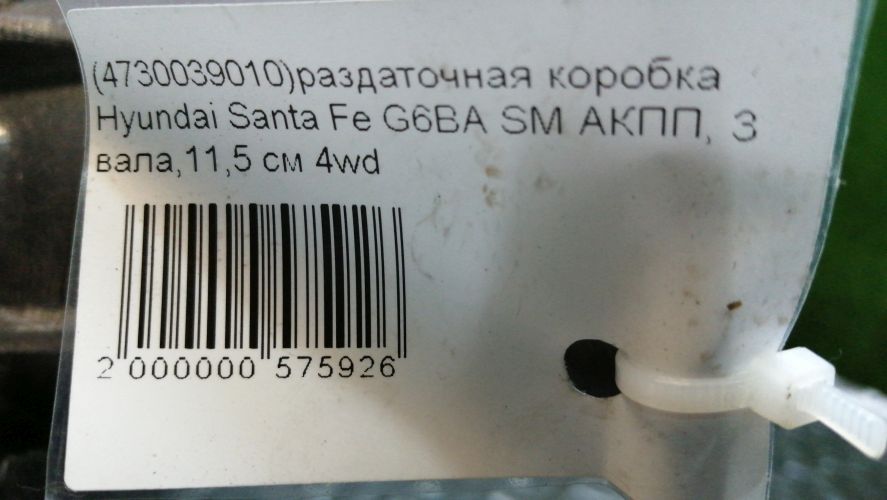 (4730039010)раздаточная коробка
Hyundai Santa Fe G6BA SM АКПП, 3
вала,11,5 см 4wd
2 000000 575926